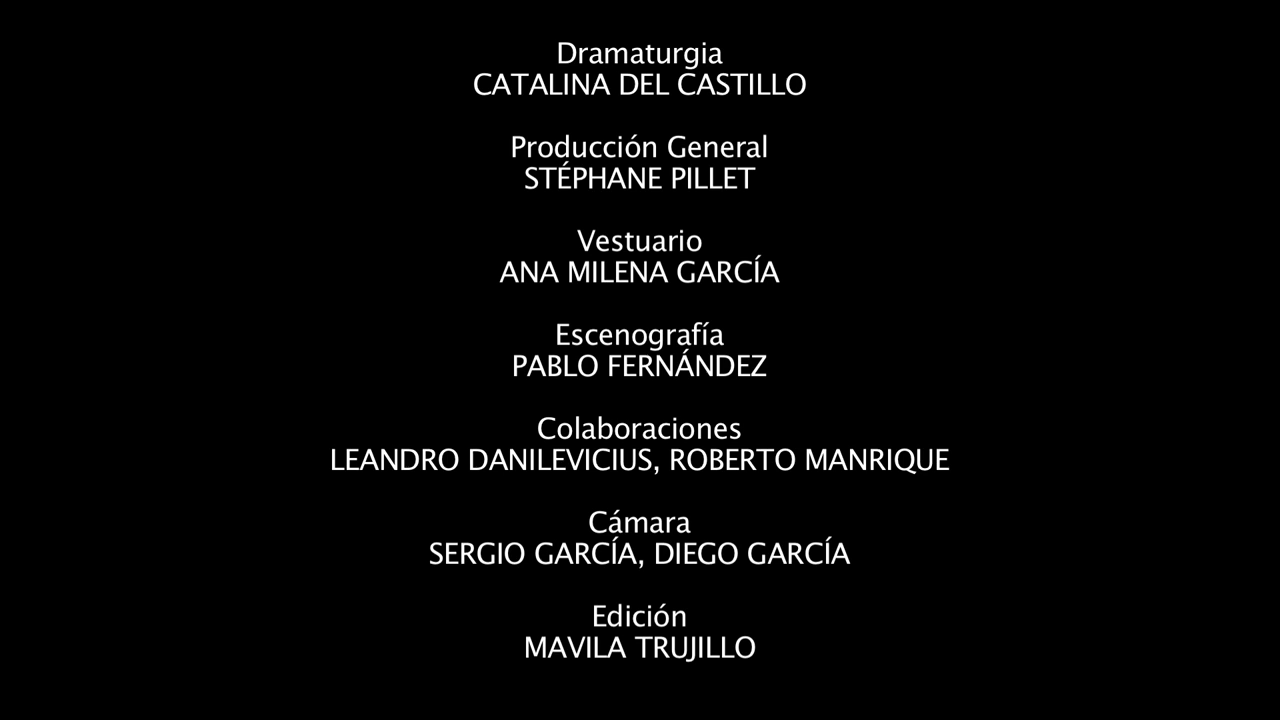 Dramaturgia
CATALINA DEL CASTILLO
Producción General
STÉPHANE PILLET
Vestuario
ANA MILENA GARCÍA
Escenografía
PABLO FERNÁNDEZ
Colaboraciones
LEANDRO DANILEVICIUS, ROBERTO MANRIQUE
Cámara
SERGIO GARCÍA, DIEGO GARCÍA
Edición
MAVILA TRUJILLO